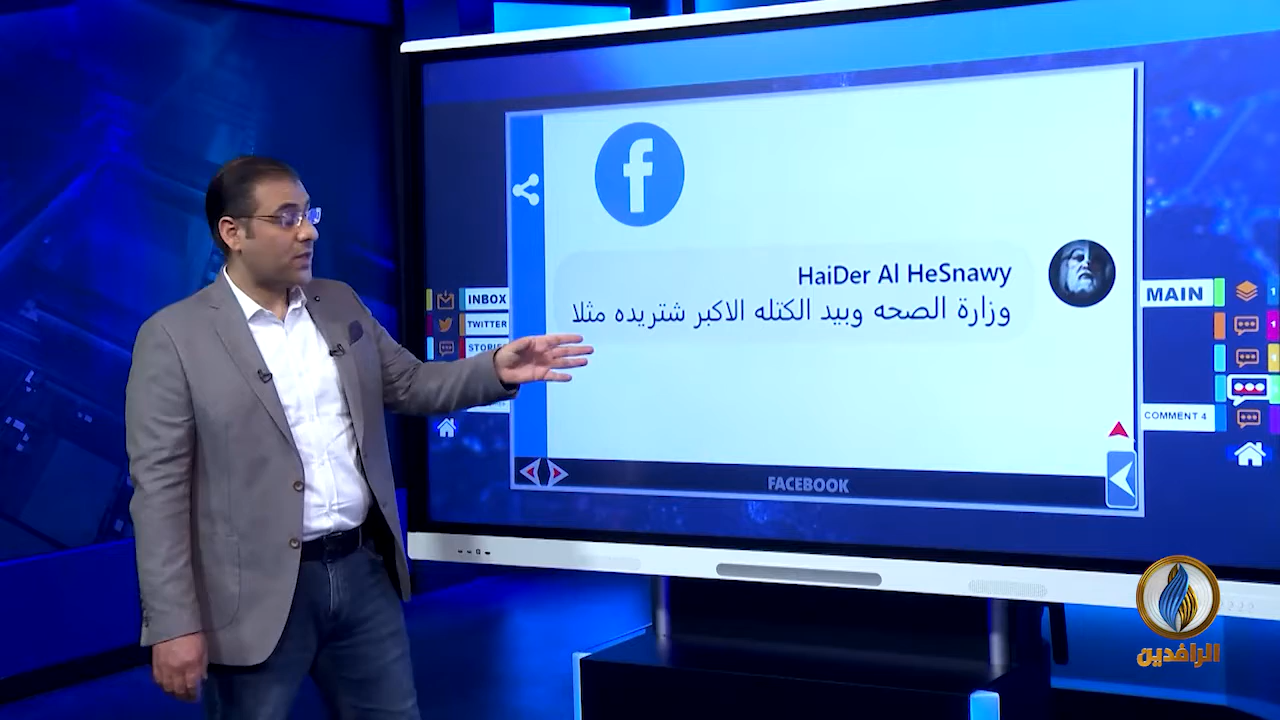 HaiDer Al HeSnawy
وزارة الصحه وبيد الكتله الاكبر شتريده مثلا
INBOX
TWITTER
MAIN
COMMENT 4
FACEBOOK
الرافدين